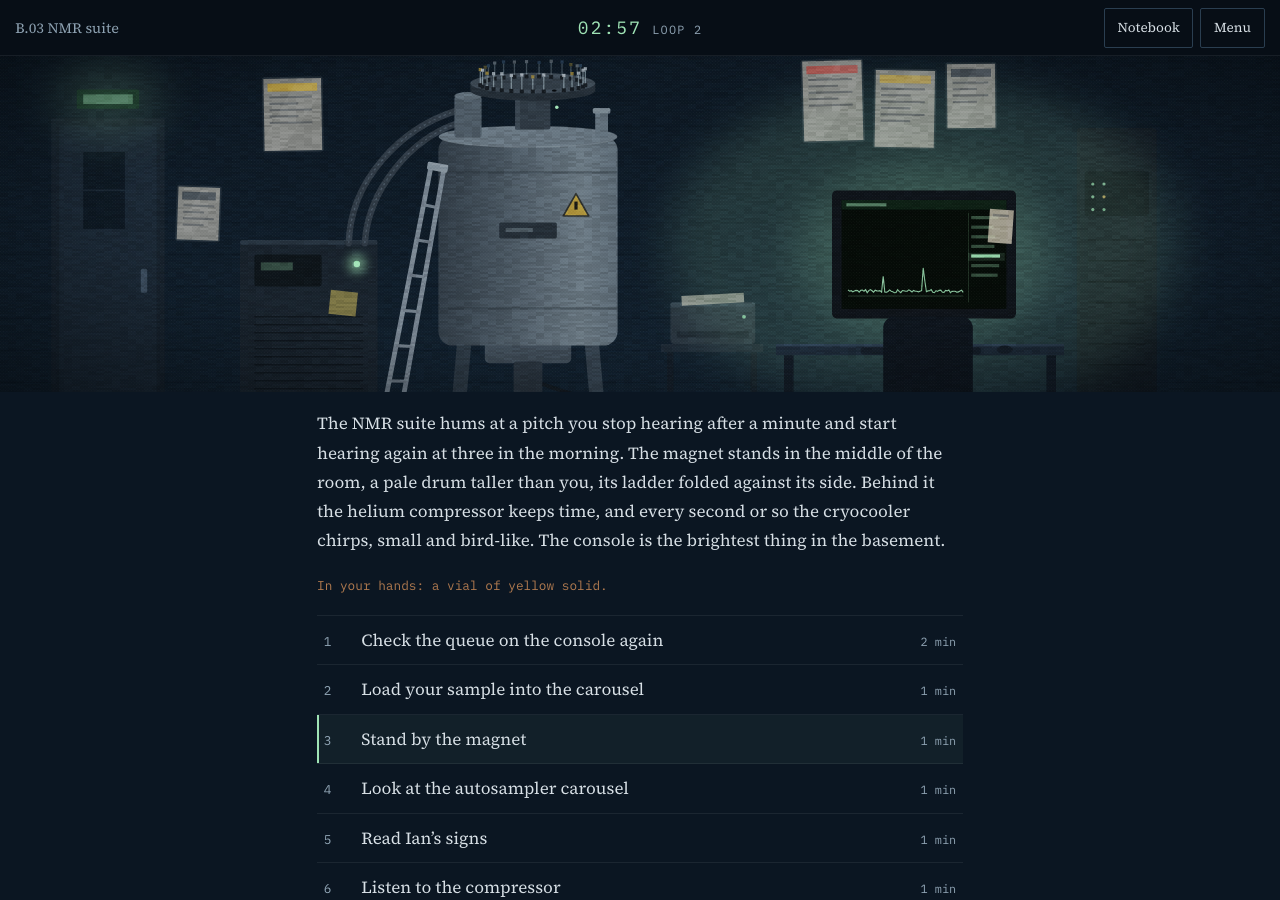 B.03 NMR suite
02:57 LOOP 2
Notebook
Menu
The NMR suite hums at a pitch you stop hearing after a minute and start
hearing again at three in the morning. The magnet stands in the middle of the
room, a pale drum taller than you, its ladder folded against its side. Behind it
the helium compressor keeps time, and every second or so the cryocooler
chirps, small and bird-like. The console is the brightest thing in the basement.
In your hands: a vial of yellow solid.
1 Check the queue on the console again 2 min
2 Load your sample into the carousel 1 min
3 Stand by the magnet 1 min
4 Look at the autosampler carousel 1 min
5 Read Ian’s signs 1 min
6 Listen to the compressor 1 min